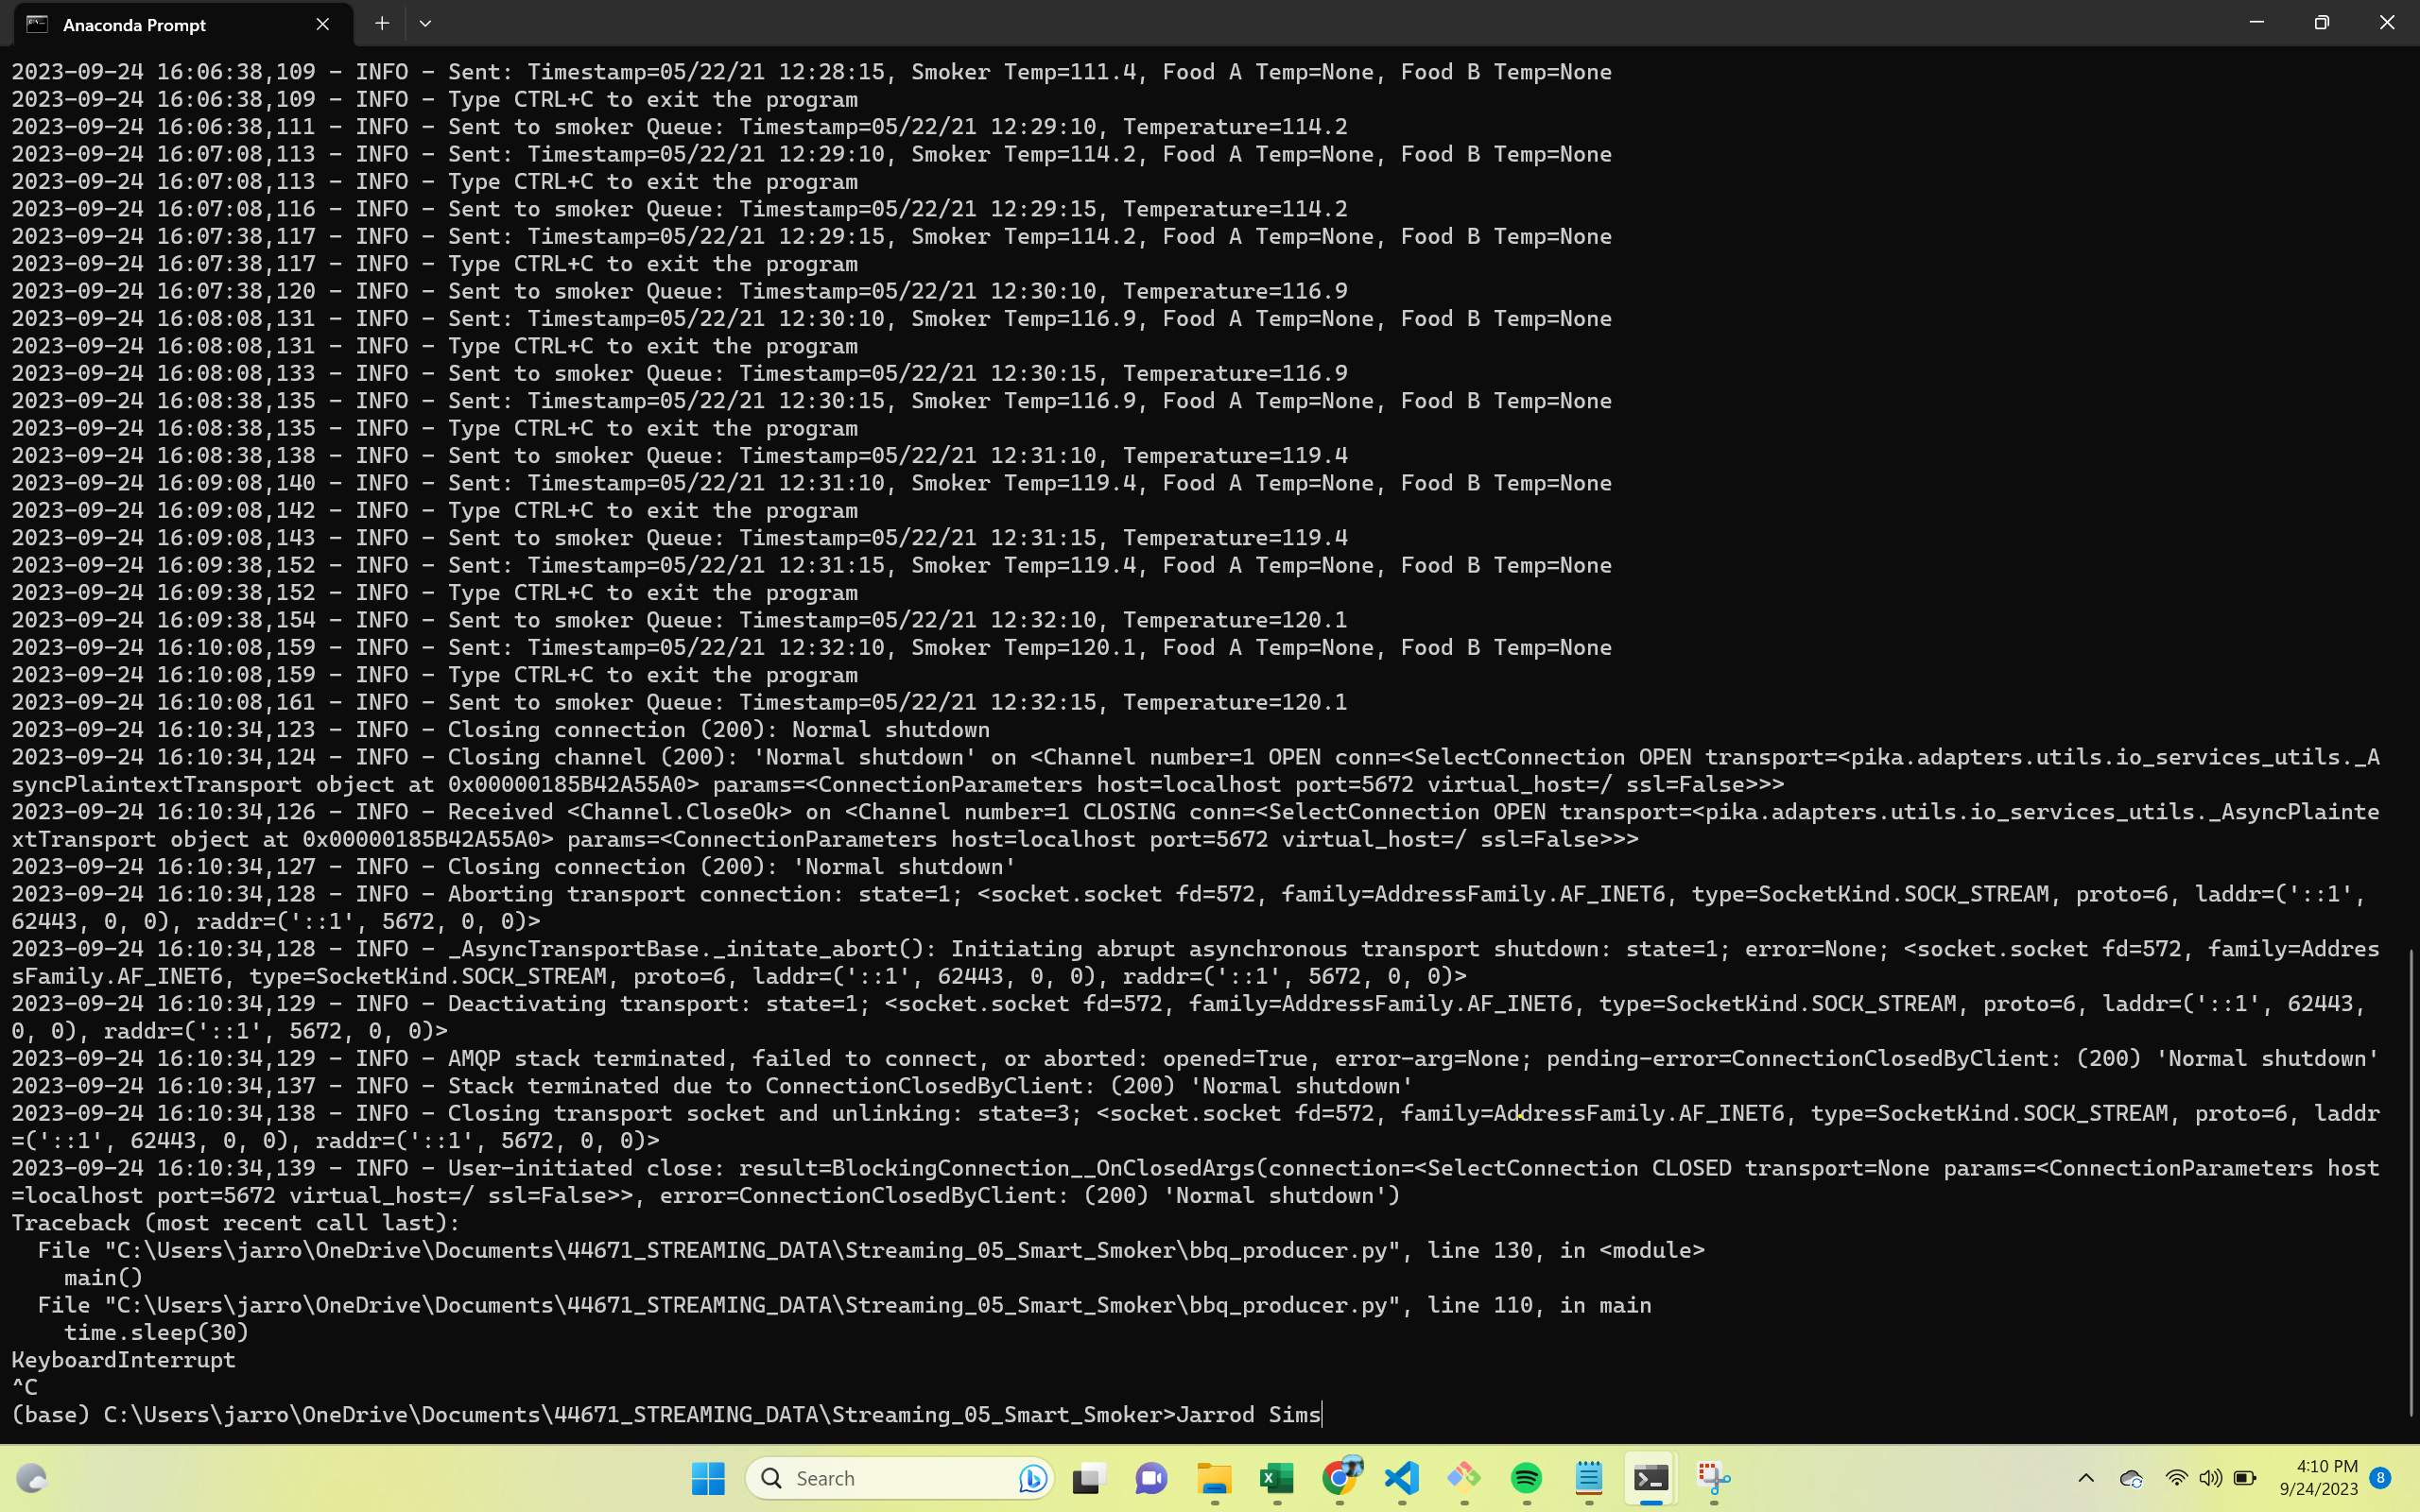 Anaconda Prompt
2023-09-24 16:06:38,109 - INFO - Sent: Timestamp=05/22/21 12:28:15, Smoker Temp=111.4, Food A Temp=None, Food B Temp=None
2023-09-24 16:06:38,109 - INFO - Type CTRL+C to exit the program
2023-09-24 16:06:38,111 - INFO - Sent to smoker Queue: Timestamp=05/22/21 12:29:10, Temperature=114.2
2023-09-24 16:07:08,113 - INFO - Sent: Timestamp=05/22/21 12:29:10, Smoker Temp=114.2, Food A Temp=None, Food B Temp=None
2023-09-24 16:07:08,113 - INFO - Type CTRL+C to exit the program
2023-09-24 16:07:08,116 - INFO - Sent to smoker Queue: Timestamp=05/22/21 12:29:15, Temperature=114.2
2023-09-24 16:07:38,117 - INFO - Sent: Timestamp=05/22/21 12:29:15, Smoker Temp=114.2, Food A Temp=None, Food B Temp=None
2023-09-24 16:07:38,117 - INFO - Type CTRL+C to exit the program
2023-09-24 16:07:38,120 - INFO - Sent to smoker Queue: Timestamp=05/22/21 12:30:10, Temperature=116.9
2023-09-24 16:08:08,131 - INFO - Sent: Timestamp=05/22/21 12:30:10, Smoker Temp=116.9, Food A Temp=None, Food B Temp=None
2023-09-24 16:08:08,131 - INFO - Type CTRL+C to exit the program
2023-09-24 16:08:08,133 - INFO - Sent to smoker Queue: Timestamp=05/22/21 12:30:15, Temperature=116.9
2023-09-24 16:08:38,135 - INFO - Sent: Timestamp=05/22/21 12:30:15, Smoker Temp=116.9, Food A Temp=None, Food B Temp=None
2023-09-24 16:08:38,135 - INFO - Type CTRL+C to exit the program
2023-09-24 16:08:38,138 - INFO - Sent to smoker Queue: Timestamp=05/22/21 12:31:10, Temperature=119.4
2023-09-24 16:09:08,140 - INFO - Sent: Timestamp=05/22/21 12:31:10, Smoker Temp=119.4, Food A Temp=None, Food B Temp=None
2023-09-24 16:09:08,142 - INFO - Type CTRL+C to exit the program
2023-09-24 16:09:08,143 - INFO - Sent to smoker Queue: Timestamp=05/22/21 12:31:15, Temperature=119.4
2023-09-24 16:09:38,152 - INFO - Sent: Timestamp=05/22/21 12:31:15, Smoker Temp=119.4, Food A Temp=None, Food B Temp=None
2023-09-24 16:09:38,152 - INFO - Type CTRL+C to exit the program
2023-09-24 16:09:38,154 - INFO - Sent to smoker Queue: Timestamp=05/22/21 12:32:10, Temperature=120.1
2023-09-24 16:10:08,159 - INFO - Sent: Timestamp=05/22/21 12:32:10, Smoker Temp=120.1, Food A Temp=None, Food B Temp=None
2023-09-24 16:10:08,159 - INFO - Type CTRL+C to exit the program
2023-09-24 16:10:08,161 - INFO - Sent to smoker Queue: Timestamp=05/22/21 12:32:15, Temperature=120.1
2023-09-24 16:10:34,123 - INFO - Closing connection (200): Normal shutdown
2023-09-24 16:10:34,124 - INFO - Closing channel (200): 'Normal shutdown' on <Channel number=1 OPEN conn=<SelectConnection OPEN transport=<pika.adapters.utils.io_services_utils._A
syncPlaintextTransport object at 0x00000185B42A55A0> params=<ConnectionParameters host=localhost port=5672 virtual_host=/ ssl=False>>>
2023-09-24 16:10:34,126 - INFO - Received <Channel.CloseOk> on <Channel number=1 CLOSING conn=<SelectConnection OPEN transport=<pika.adapters.utils.io_services_utils._AsyncPlainte
xtTransport object at 0x00000185B42A55A0> params=<ConnectionParameters host=localhost port=5672 virtual_host=/ ssl=False>>>
2023-09-24 16:10:34,127 - INFO - Closing connection (200): 'Normal shutdown'
2023-09-24 16:10:34,128 - INFO - Aborting transport connection: state=1; <socket.socket fd=572, family=AddressFamily.AF_INET6, type=SocketKind.SOCK_STREAM, proto=6, laddr=('::1',
62443, 0, 0), raddr=('::1', 5672, 0, 0)>
2023-09-24 16:10:34,128 - INFO - _AsyncTransportBase._initate_abort(): Initiating abrupt asynchronous transport shutdown: state=1; error=None; <socket.socket fd=572, family=Addres
sFamily.AF_INET6, type=SocketKind.SOCK_STREAM, proto=6, laddr=('::1', 62443, 0, 0), raddr=('::1', 5672, 0, 0)>
2023-09-24 16:10:34,129 - INFO - Deactivating transport: state=1; <socket.socket fd=572, family=AddressFamily.AF_INET6, type=SocketKind.SOCK_STREAM, proto=6, laddr=('::1', 62443,
0, 0), raddr=('::1', 5672, 0, 0)>
2023-09-24 16:10:34,129 - INFO - AMQP stack terminated, failed to connect, or aborted: opened=True, error-arg=None; pending-error=ConnectionClosedByClient: (200) 'Normal shutdown'
2023-09-24 16:10:34,137 - INFO - Stack terminated due to ConnectionClosedByClient: (200) 'Normal shutdown'
2023-09-24 16:10:34,138 - INFO - Closing transport socket and unlinking: state=3; <socket.socket fd=572, family=AddressFamily.AF_INET6, type=SocketKind.SOCK_STREAM, proto=6, laddr
=('::1', 62443, 0, 0), raddr=('::1', 5672, 0, 0)>
2023-09-24 16:10:34,139 - INFO - User-initiated close: result=BlockingConnection__OnClosedArgs(connection=<SelectConnection CLOSED transport=None params=<ConnectionParameters host
=localhost port=5672 virtual_host=/ ssl=False>>, error=ConnectionClosedByClient: (200) 'Normal shutdown')
Traceback (most recent call last):
  File "C:\Users\jarro\OneDrive\Documents\44671_STREAMING_DATA\Streaming_05_Smart_Smoker\bbq_producer.py", line 130, in <module>
    main()
  File "C:\Users\jarro\OneDrive\Documents\44671_STREAMING_DATA\Streaming_05_Smart_Smoker\bbq_producer.py", line 110, in main
    time.sleep(30)
KeyboardInterrupt
^C
(base) C:\Users\jarro\OneDrive\Documents\44671_STREAMING_DATA\Streaming_05_Smart_Smoker>Jarrod Sims
Search
4:10 PM
9/24/2023
8